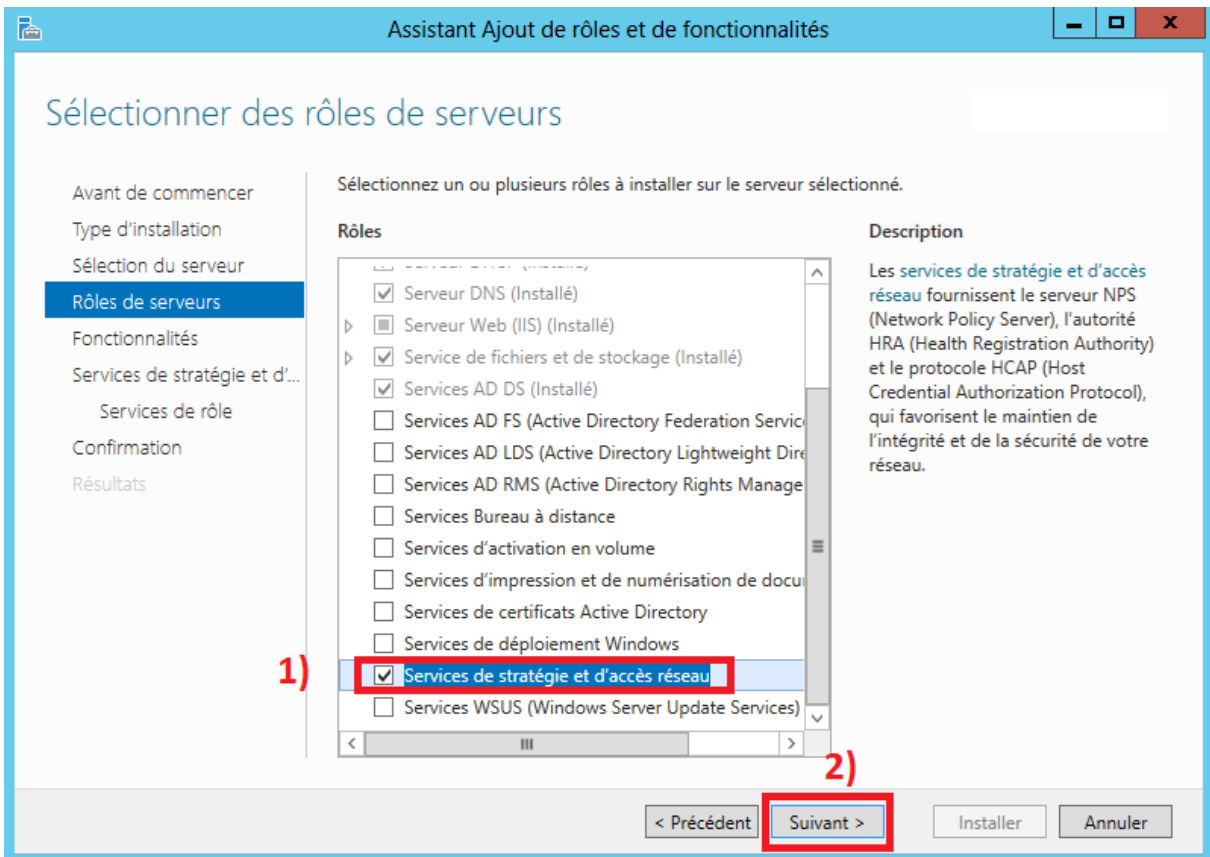 Assistant Ajout de rôles et de fonctionnalités
Sélectionner des rôles de serveurs
Avant de commencer
Type d'installation
Sélection du serveur
Rôles de serveurs
Fonctionnalités
Services de stratégie et d'...
Services de rôle
Confirmation
Résultats
Sélectionnez un ou plusieurs rôles à installer sur le serveur sélectionné.
Rôles
Serveur DNS (Installé)
Serveur Web (IIS) (Installé)
Service de fichiers et de stockage (Installé)
Services AD DS (Installé)
Services AD FS (Active Directory Federation Servic
Services AD LDS (Active Directory Lightweight Dire
Services AD RMS (Active Directory Rights Manage
Services Bureau à distance
Services d'activation en volume
Services d'impression et de numérisation de docu
Services de certificats Active Directory
Services de déploiement Windows
1) Services de stratégie et d'accès réseau
Services WSUS (Windows Server Update Services)
Description
Les services de stratégie et d'accès
réseau fournissent le serveur NPS
(Network Policy Server), l'autorité
HRA (Health Registration Authority)
et le protocole HCAP (Host
Credential Authorization Protocol),
qui favorisent le maintien de
l'intégrité et de la sécurité de votre
réseau.
2)
< Précédent
Suivant >
Installer
Annuler